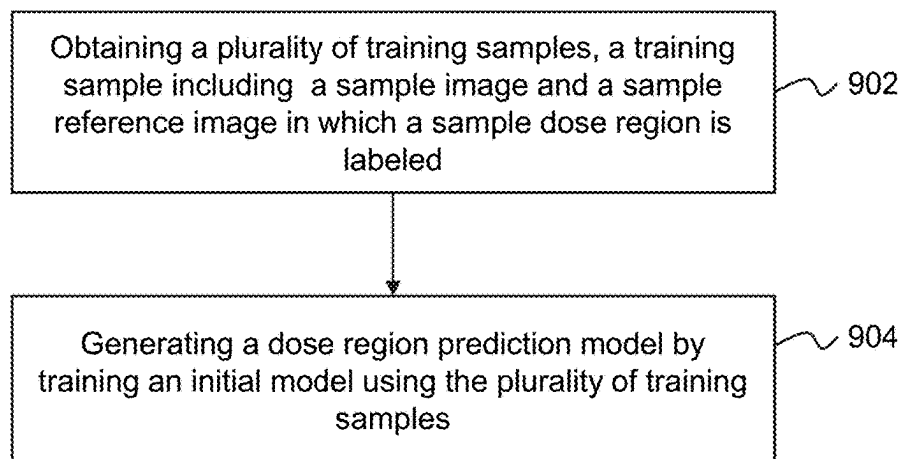 Obtaining a plurality of training samples, a training
sample including a sample image and a sample
reference image in which a sample dose region is
labeled
902
Generating a dose region prediction model by
training an initial model using the plurality of training
samples
904